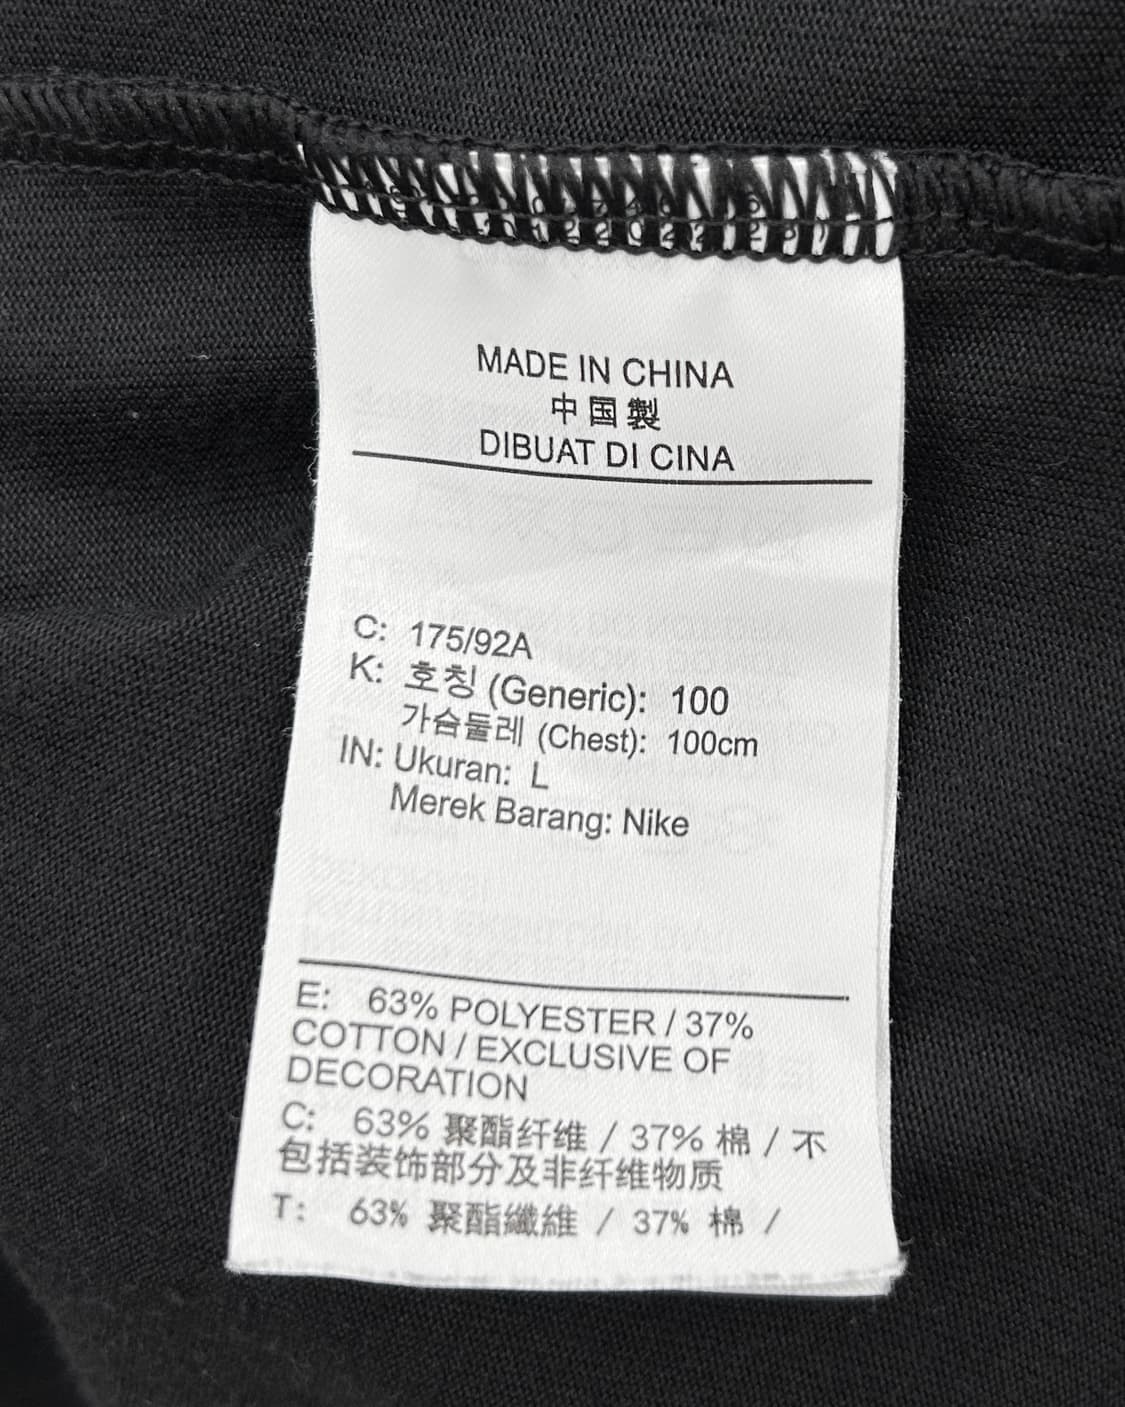 MADE IN CHINA
中国製
DIBUAT DI CINA
C: 175/92A
K: 호칭 (Generic): 100
가슴둘레 (Chest): 100cm
IN: Ukuran: L
Merek Barang: Nike
E: 63% POLYESTER / 37%
COTTON / EXCLUSIVE OF
DECORATION
C: 63% 聚酯纤维 / 37% 棉 / 不
包括装饰部分及非纤维物质
T: 63% 聚酯纖維 / 37% 棉 /